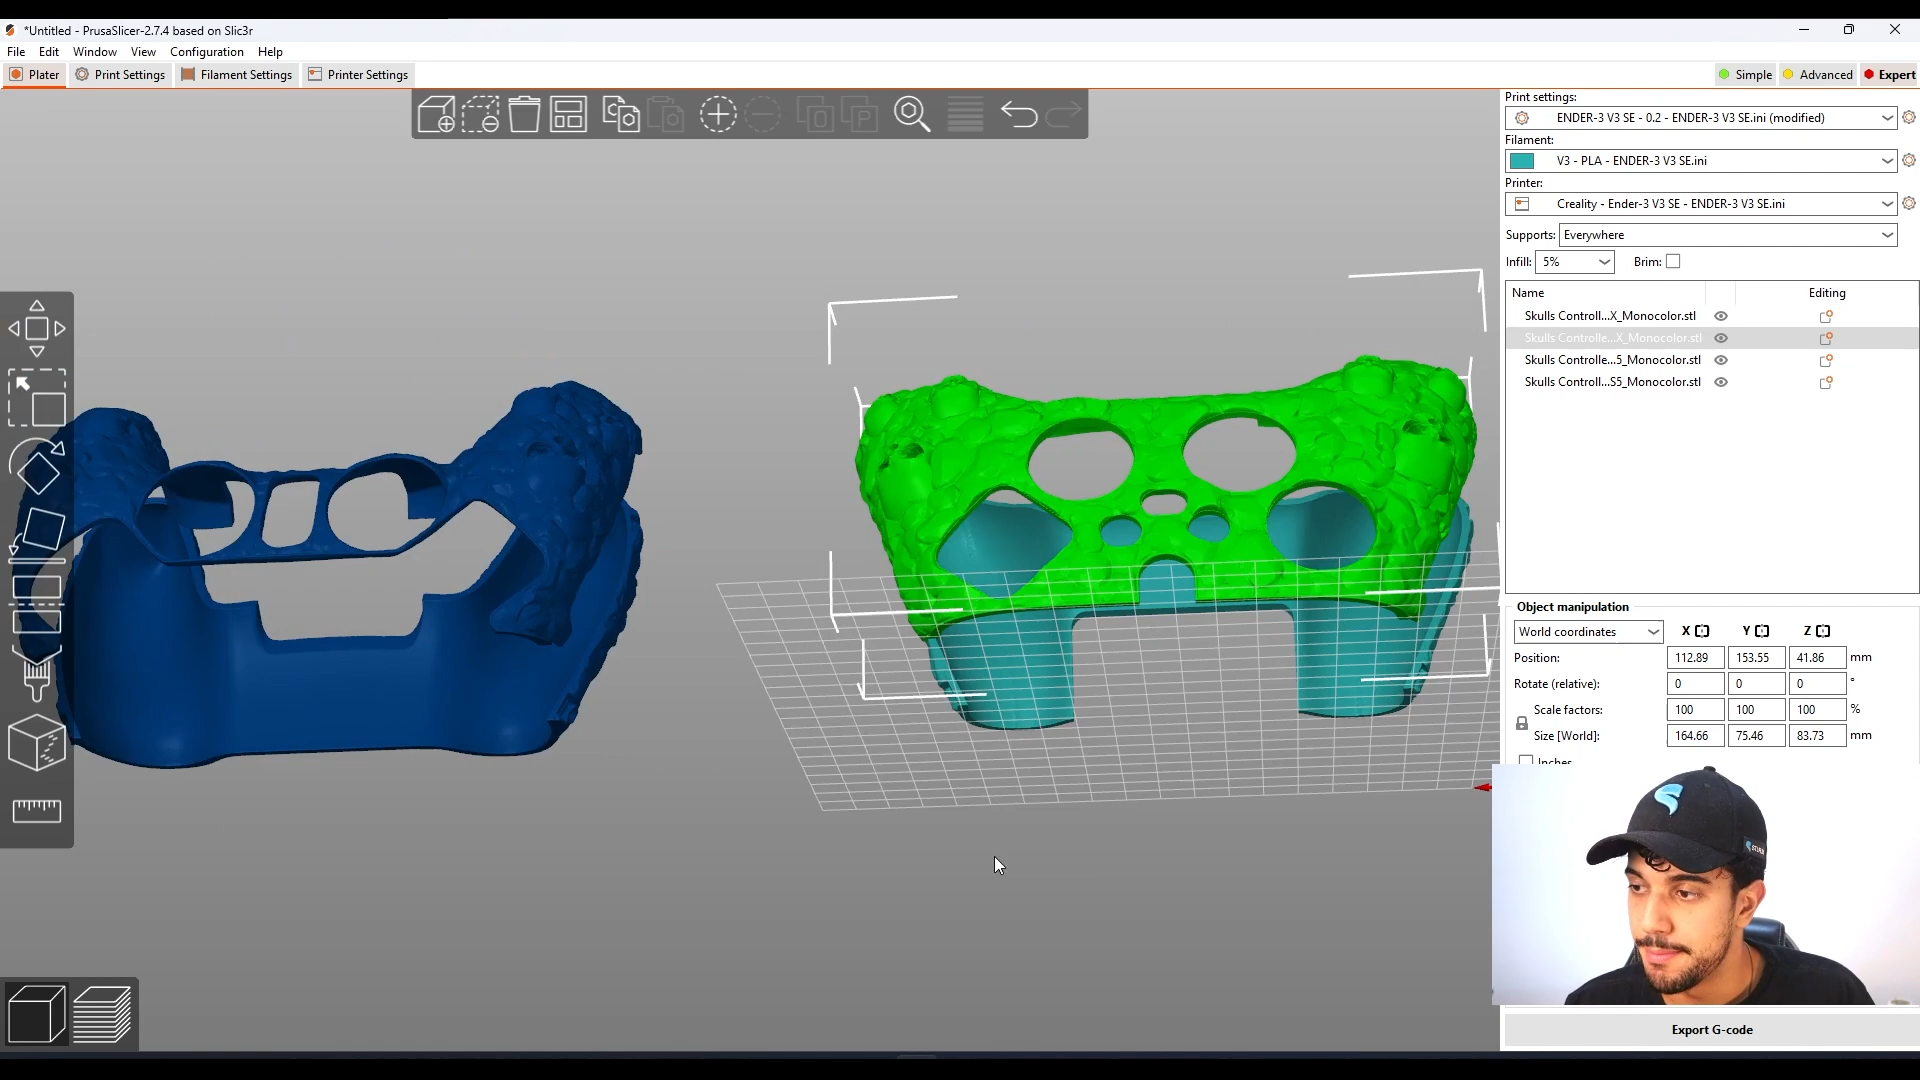 *Untitled - PrusaSlicer-2.7.4 based on Slic3r
File Edit Window View Configuration Help
Plater Print Settings Filament Settings Printer Settings Simple Advanced Expert
Print settings:
ENDER-3 V3 SE - 0.2 - ENDER-3 V3 SE.ini (modified)
Filament:
V3 - PLA - ENDER-3 V3 SE.ini
Printer:
Creality - Ender-3 V3 SE - ENDER-3 V3 SE.ini
Supports: Everywhere
Infill: 5% Brim:
Name Editing
Skulls Controll...X_Monocolor.stl
Skulls Controlle...X_Monocolor.stl
Skulls Controlle...5_Monocolor.stl
Skulls Controll...S5_Monocolor.stl
Object manipulation
World coordinates X Y Z
Position: 112.89 153.55 41.86 mm
Rotate (relative): 0 0 0 °
Scale factors: 100 100 100 %
Size [World]: 164.66 75.46 83.73 mm
Inches
Export G-code